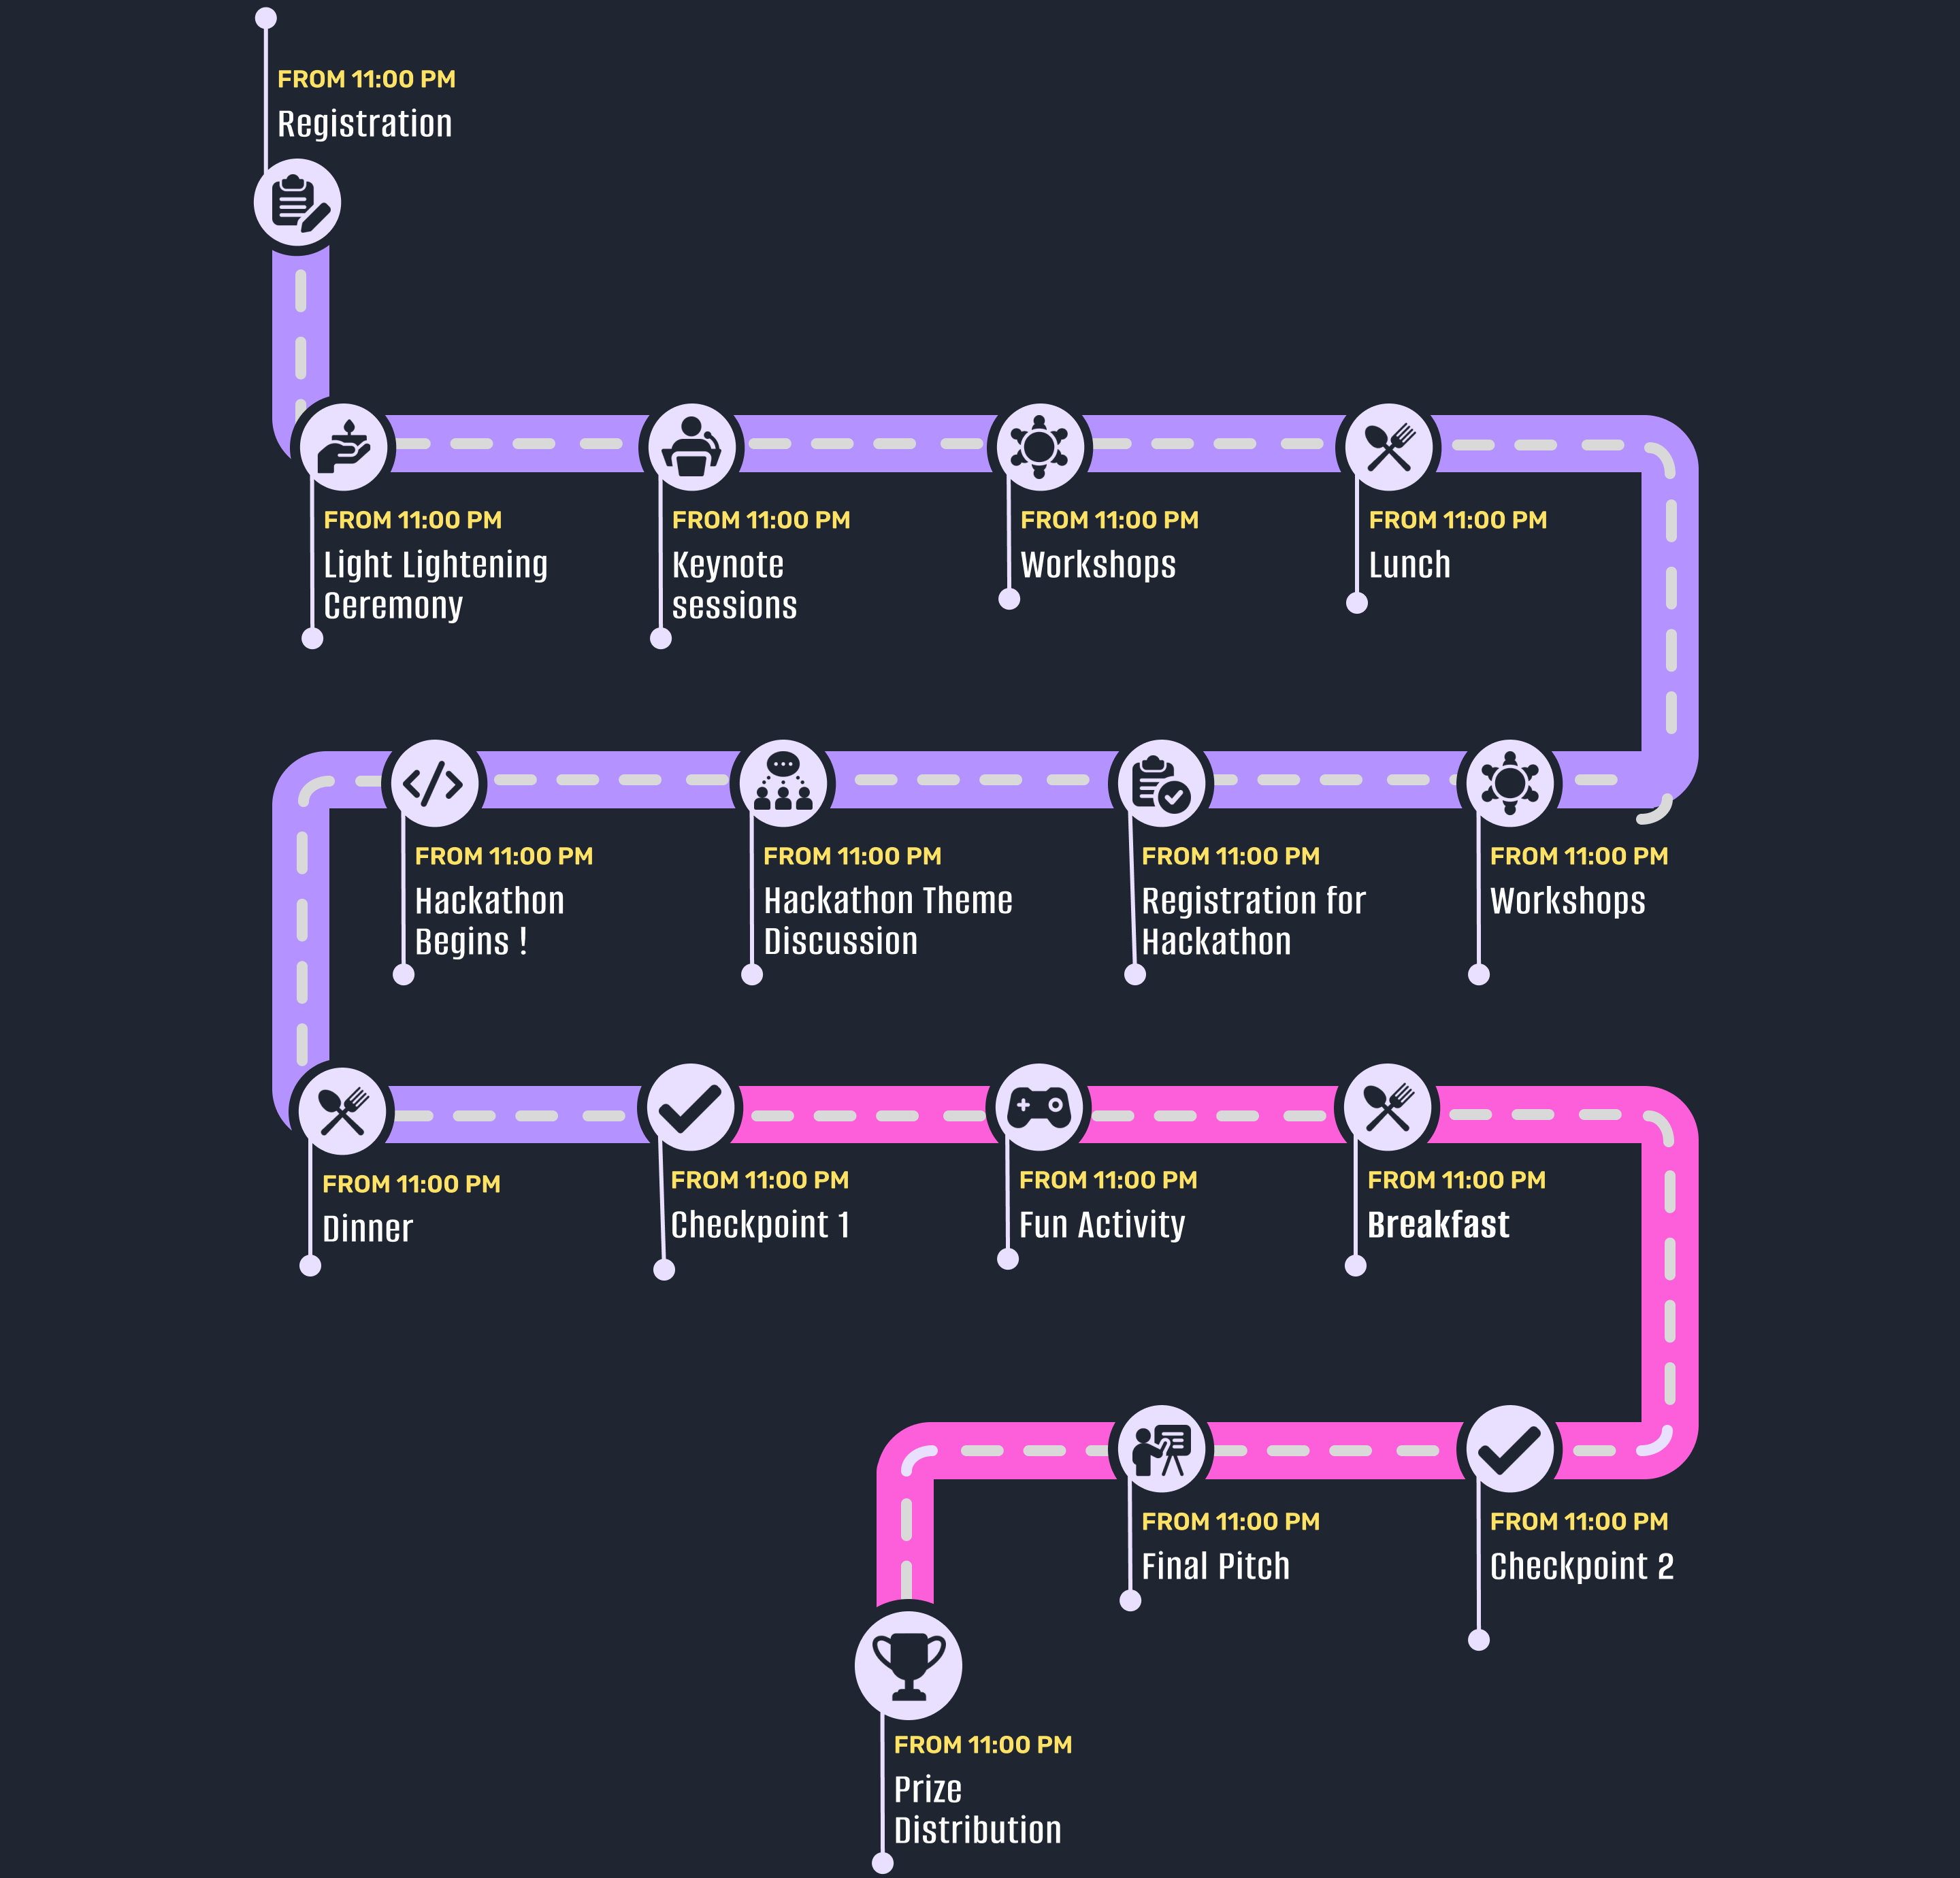 FROM 11:00 PM
Registration
FROM 11:00 PM
Light Lightening
Ceremony
FROM 11:00 PM
Keynote
sessions
FROM 11:00 PM
Workshops
FROM 11:00 PM
Lunch
FROM 11:00 PM
Hackathon
Begins !
FROM 11:00 PM
Hackathon Theme
Discussion
FROM 11:00 PM
Registration for
Hackathon
FROM 11:00 PM
Workshops
FROM 11:00 PM
Dinner
FROM 11:00 PM
Checkpoint 1
FROM 11:00 PM
Fun Activity
FROM 11:00 PM
Breakfast
FROM 11:00 PM
Final Pitch
FROM 11:00 PM
Checkpoint 2
FROM 11:00 PM
Prize
Distribution